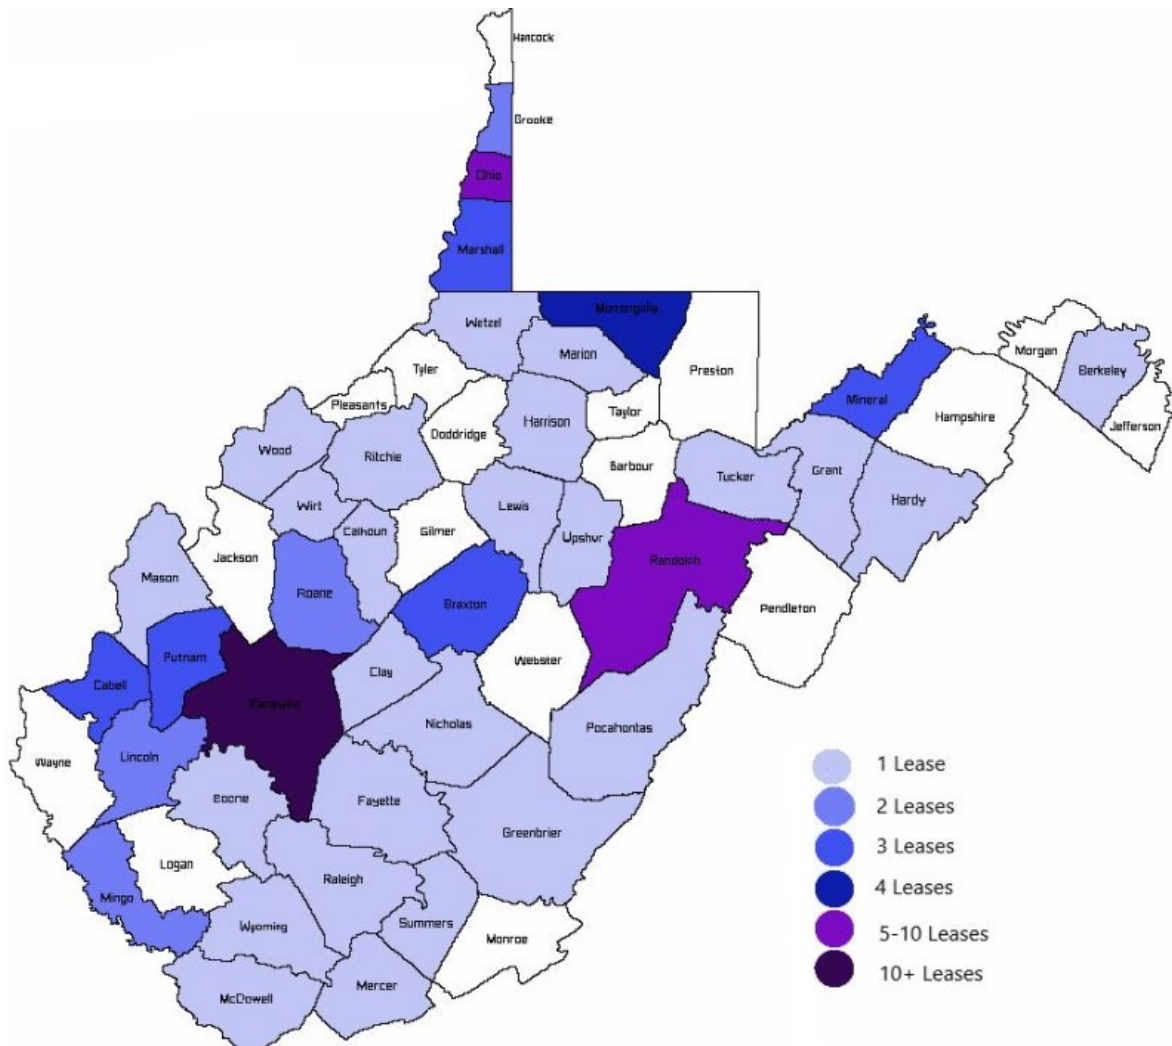 Hancock
Brooke
Ohio
Marshall
Wetzel
Monongalia
Marion
Preston
Tyler
Pleasants
Taylor
Doddridge
Harrison
Wood
Ritchie
Barbour
Tucker
Mineral
Grant
Hardy
Hampshire
Morgan
Berkeley
Jefferson
Wirt
Calhoun
Gilmer
Lewis
Upshur
Randolph
Pendleton
Jackson
Mason
Roane
Braxton
Webster
Putnam
Cabell
Kanawha
Clay
Nicholas
Pocahontas
Wayne
Lincoln
Boone
Fayette
Greenbrier
Logan
Mingo
Raleigh
Wyoming
Summers
Monroe
McDowell
Mercer
1 Lease
2 Leases
3 Leases
4 Leases
5-10 Leases
10+ Leases